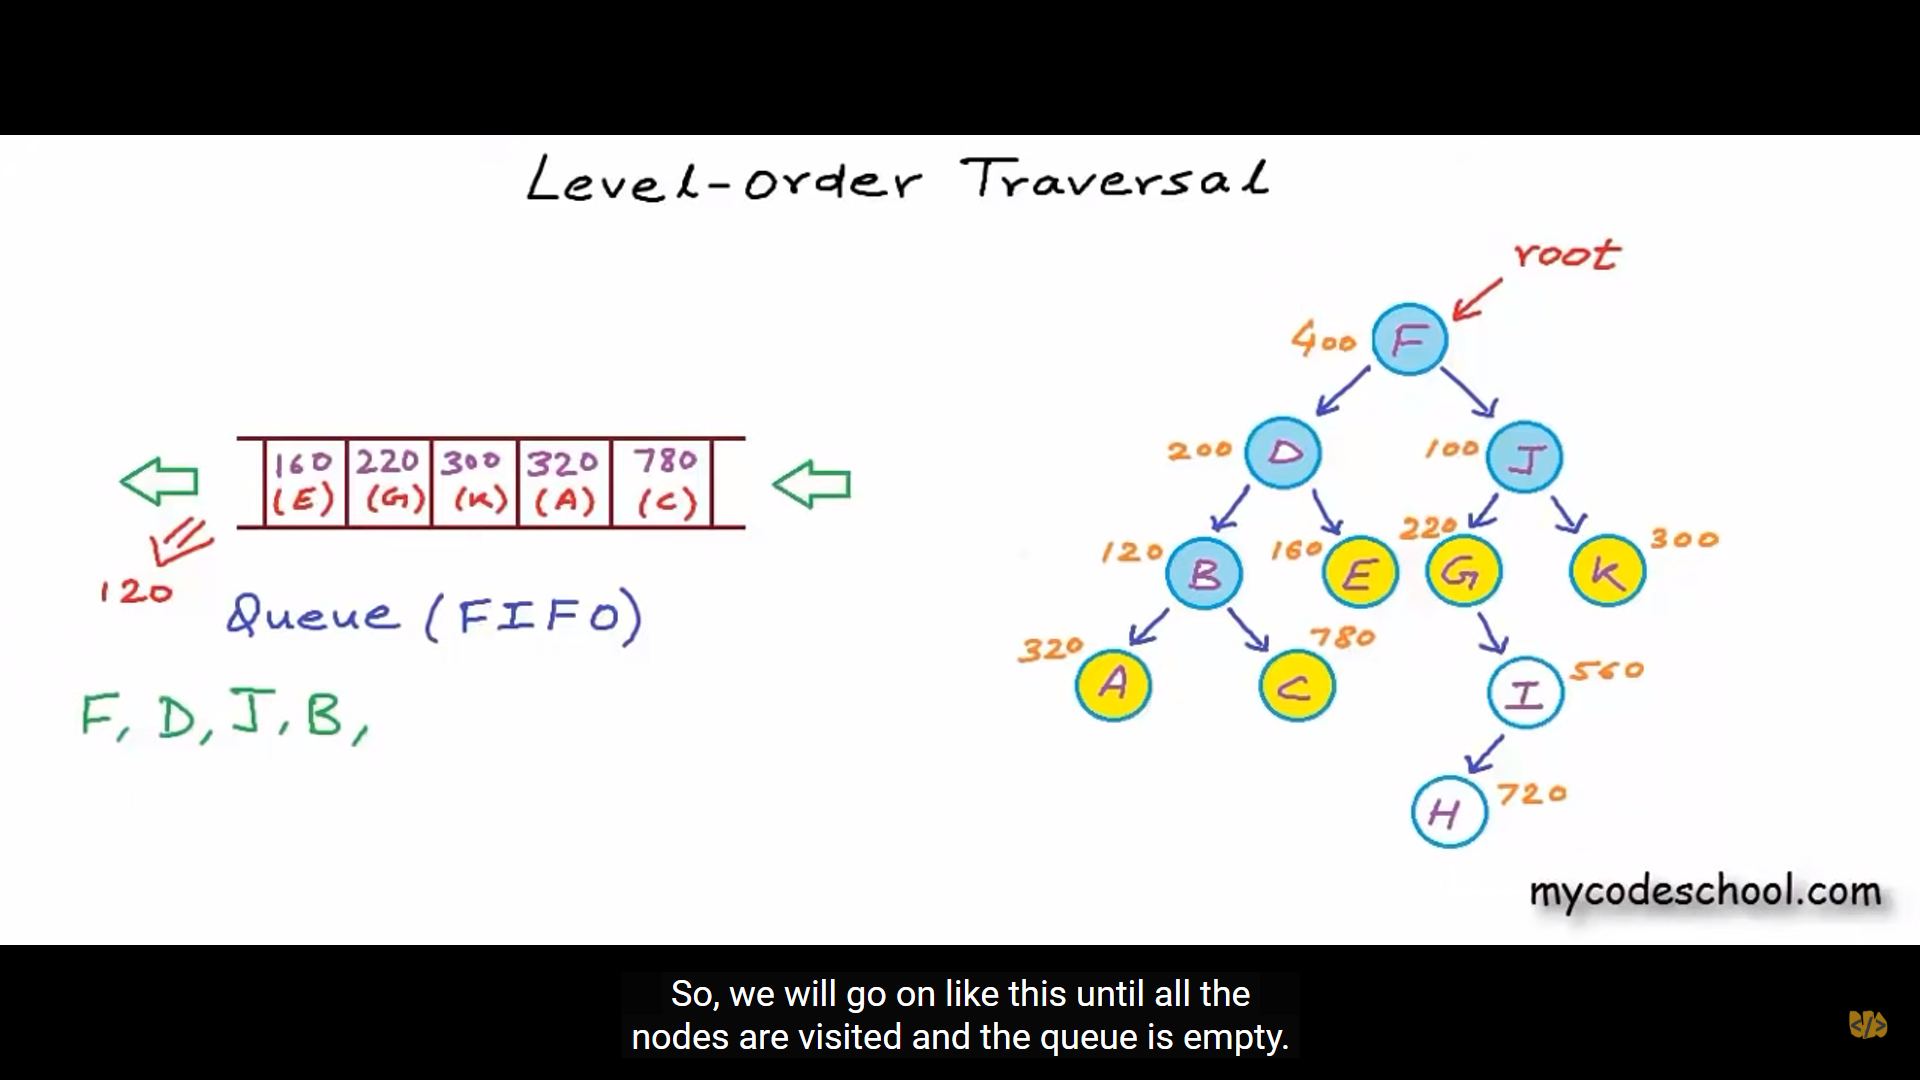 Level-order Traversal
root
400 F
200 D 100 J
160 220 300 320 780
(E) (G) (K) (A) (C)
120
Queue (FIFO)
120 B 160 E 220 G K 300
320 A C 780 I 560
F, D, J, B,
H 720
mycodeschool.com
So, we will go on like this until all the
nodes are visited and the queue is empty.